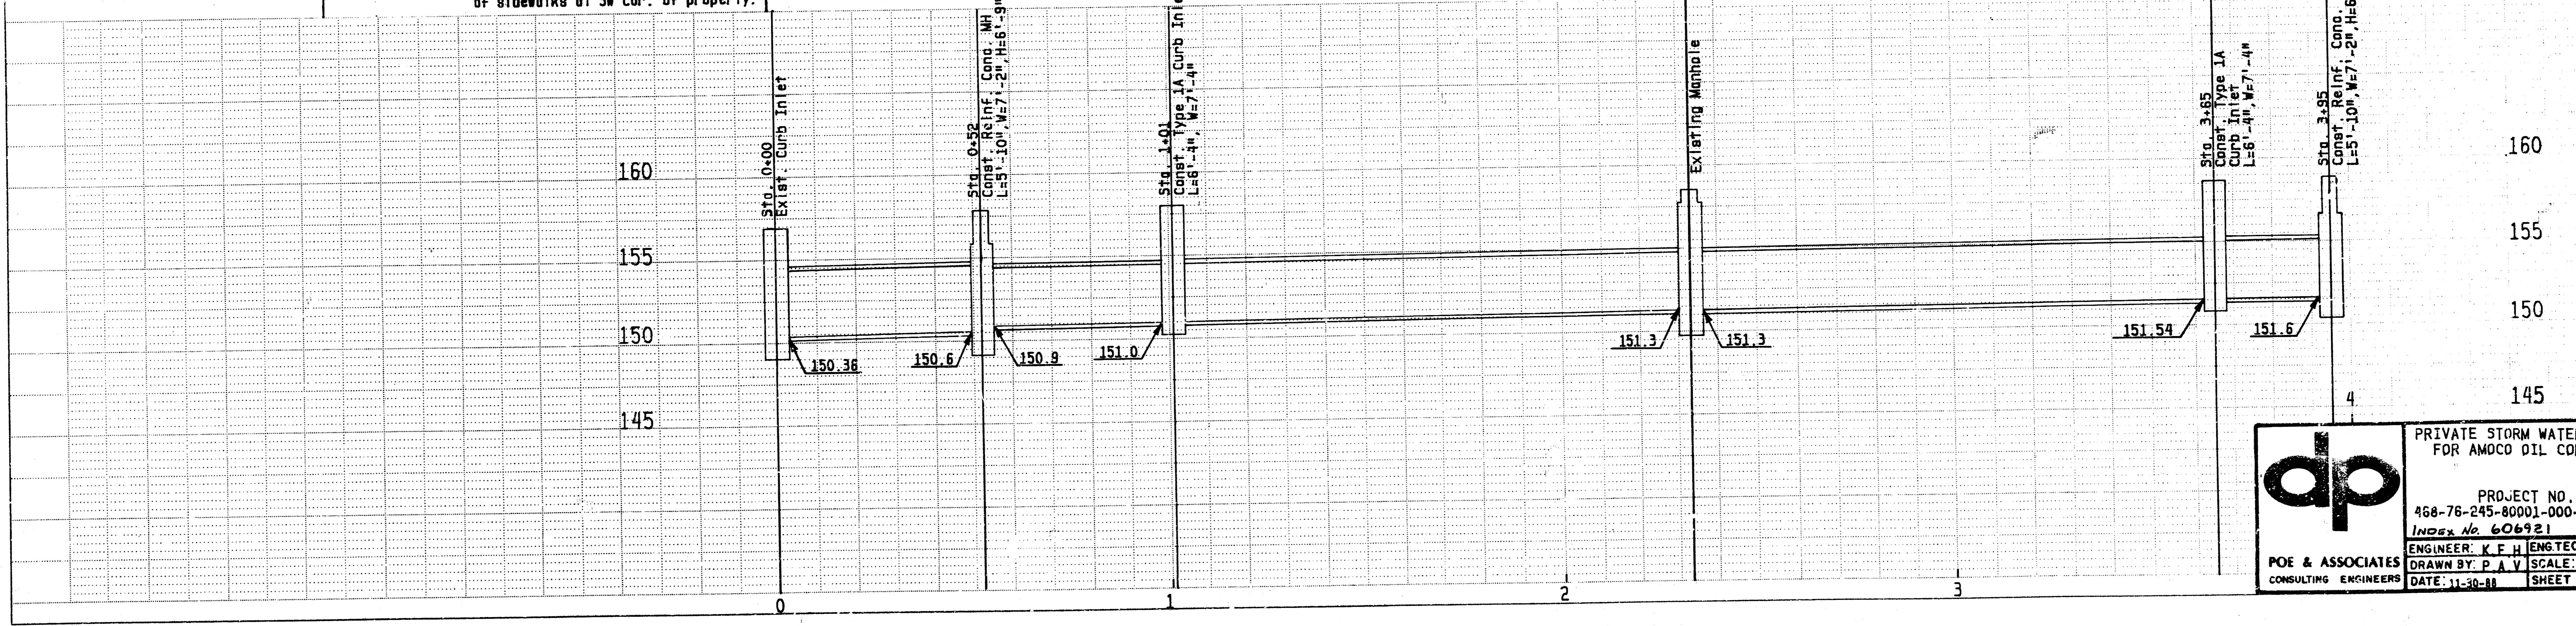 of sidewalks at SW cor. of property.
Sta. 0+00
Exist. Curb Inlet
Sta. 0+52
Const. Reinf. Conc. MH
L=5'-10", W=7'-2", H=6'-9"
Sta. 1+01
Const. Type 1A Curb Inlet
L=6'-4", W=7'-4"
Existing Manhole
Sta. 3+65
Const. Type 1A
Curb Inlet
L=6'-4", W=7'-4"
Sta. 3+95
Const. Reinf. Conc.
L=5'-10", W=7'-2", H=6
160
155
150
145
160
155
150
145
150.36
150.6
150.9
151.0
151.3
151.3
151.54
151.6
0
1
2
3
4
dp
POE & ASSOCIATES
CONSULTING ENGINEERS
PRIVATE STORM WATE
FOR AMOCO OIL CO
PROJECT NO.
468-76-245-80001-000-
INDEX No. 606921
ENGINEER: K.F.H. ENG.TEC
DRAWN BY: P.A.V. SCALE:
DATE: 11-30-88 SHEET